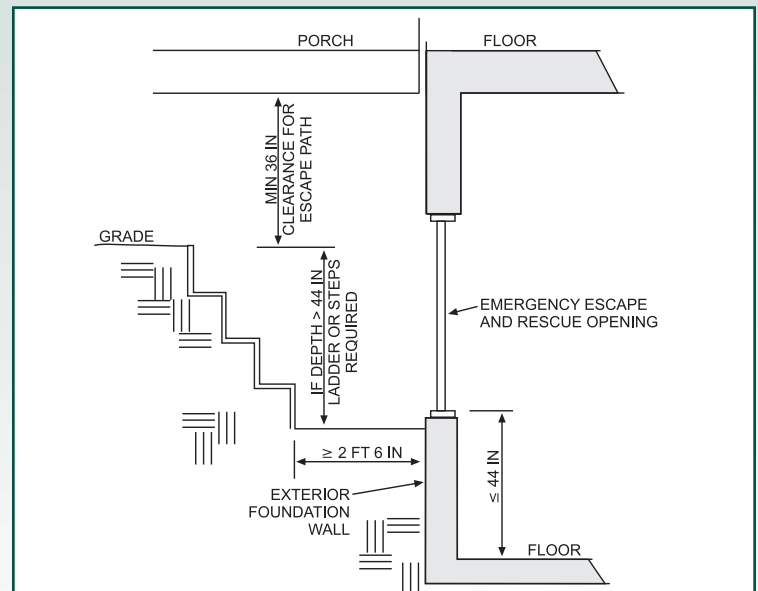 PORCH
FLOOR
MIN 36 IN
CLEARANCE FOR
ESCAPE PATH
GRADE
IF DEPTH > 44 IN
LADDER OR STEPS
REQUIRED
EMERGENCY ESCAPE
AND RESCUE OPENING
≥ 2 FT 6 IN
≤ 44 IN
EXTERIOR
FOUNDATION
WALL
FLOOR